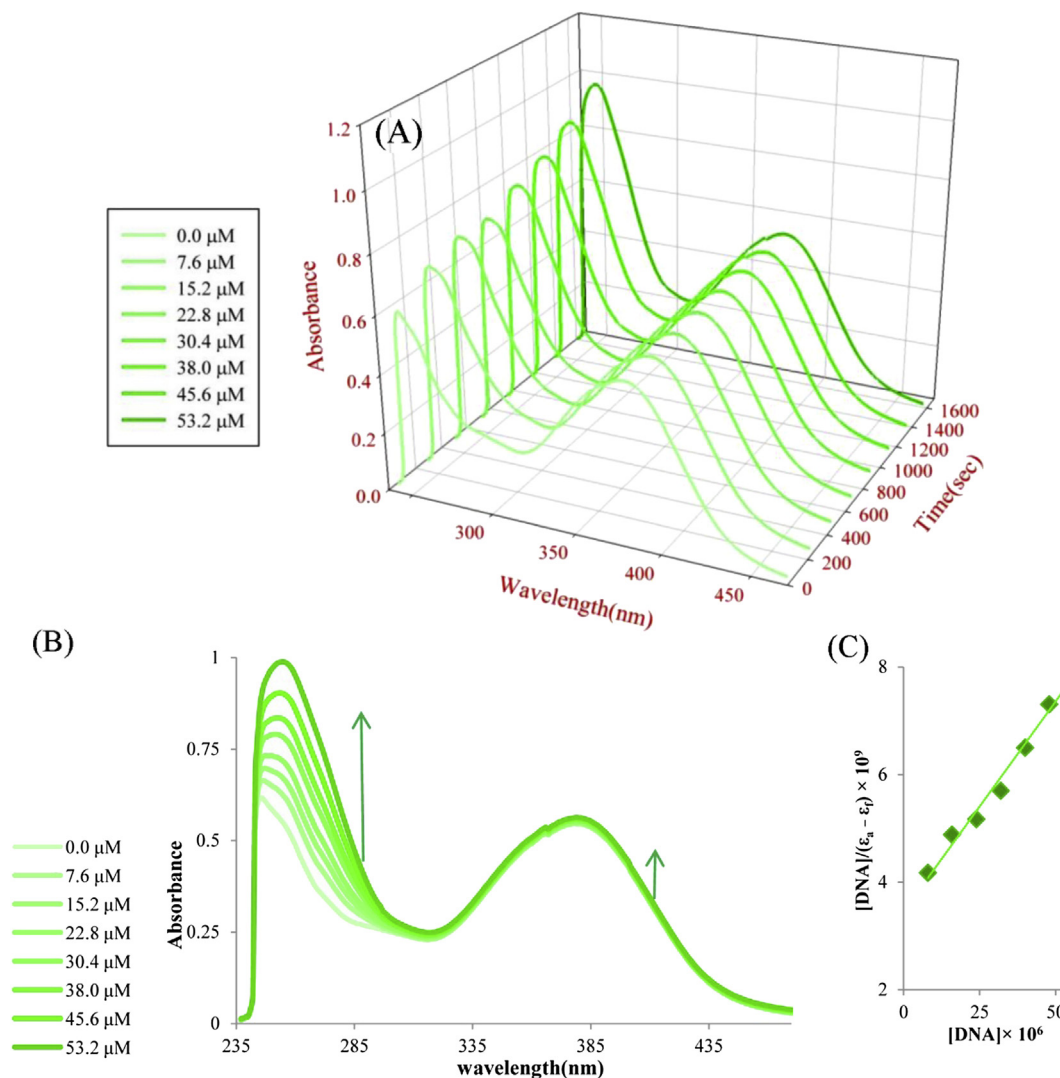 (A)
Absorbance
1.2
1.0
0.8
0.6
0.4
0.2
0.0
0.0 μM
7.6 μM
15.2 μM
22.8 μM
30.4 μM
38.0 μM
45.6 μM
53.2 μM
300
350
400
450
Wavelength(nm)
1600
1400
1200
1000
800
600
400
200
0
Time(sec)
(B)
Absorbance
1
0.75
0.5
0.25
0
235
285
335
385
435
wavelength(nm)
0.0 μM
7.6 μM
15.2 μM
22.8 μM
30.4 μM
38.0 μM
45.6 μM
53.2 μM
(C)
[DNA]/(εa − εf) × 10⁹
8
6
4
2
0
25
50
[DNA]× 10⁶